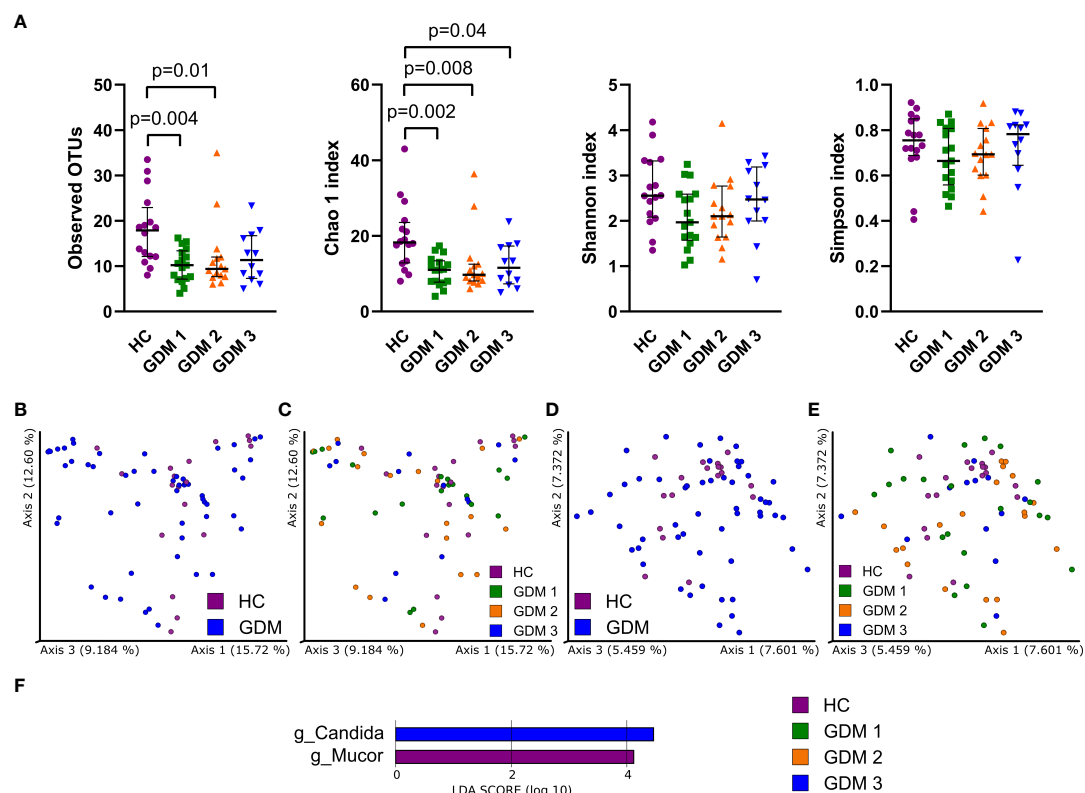 A
p=0.04
p=0.01
p=0.008
p=0.004
p=0.002
Observed OTUs
50
40
30
20
10
0
HC
GDM 1
GDM 2
GDM 3
Chao 1 index
60
40
20
0
HC
GDM 1
GDM 2
GDM 3
Shannon index
5
4
3
2
1
0
HC
GDM 1
GDM 2
GDM 3
Simpson index
1.0
0.8
0.6
0.4
0.2
0.0
HC
GDM 1
GDM 2
GDM 3
B
Axis 2 (12.60 %)
HC
GDM
Axis 3 (9.184 %)
Axis 1 (15.72 %)
C
Axis 2 (12.60 %)
HC
GDM 1
GDM 2
GDM 3
Axis 3 (9.184 %)
Axis 1 (15.72 %)
D
Axis 2 (7.372 %)
HC
GDM
Axis 3 (5.459 %)
Axis 1 (7.601 %)
E
Axis 2 (7.372 %)
HC
GDM 1
GDM 2
GDM 3
Axis 3 (5.459 %)
Axis 1 (7.601 %)
F
g_Candida
g_Mucor
0
2
4
LDA SCORE (log 10)
HC
GDM 1
GDM 2
GDM 3